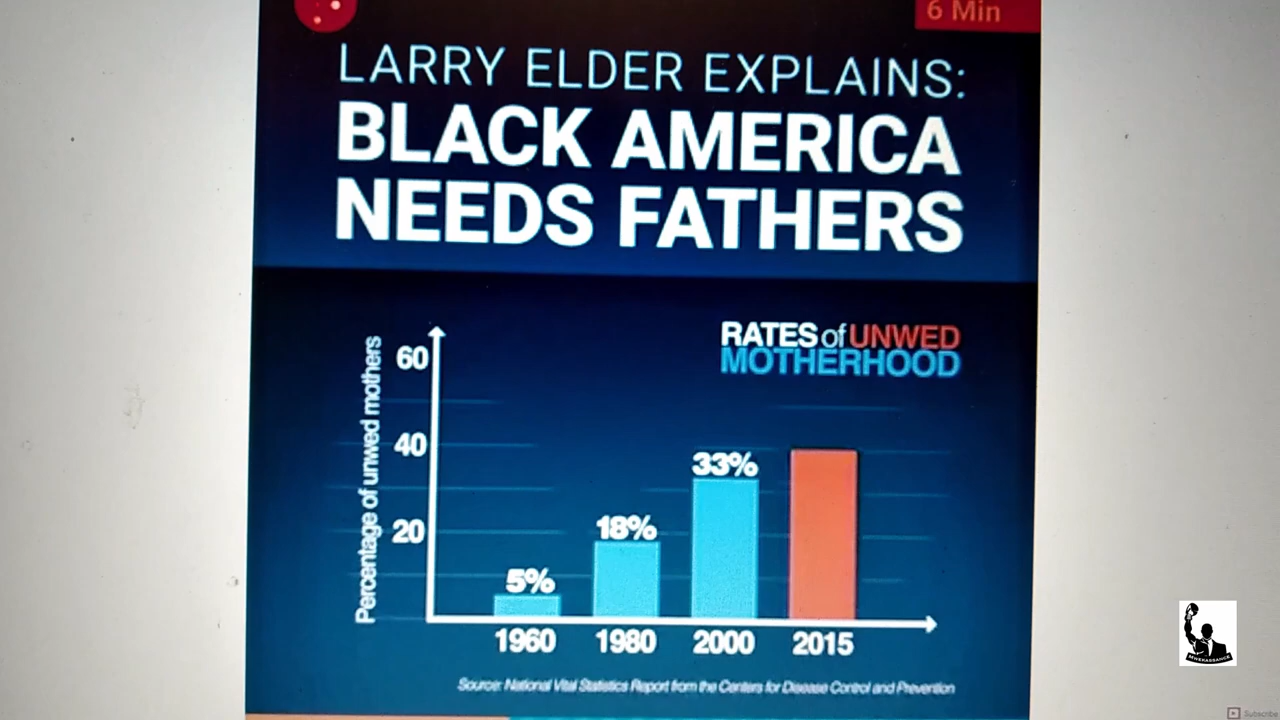 6 Min
LARRY ELDER EXPLAINS:
BLACK AMERICA
NEEDS FATHERS
RATES of UNWED
MOTHERHOOD
Percentage of unwed mothers
60
40
20
5%
18%
33%
1960 1980 2000 2015
Source: National Vital Statistics Report from the Centers for Disease Control and Prevention
Subscribe